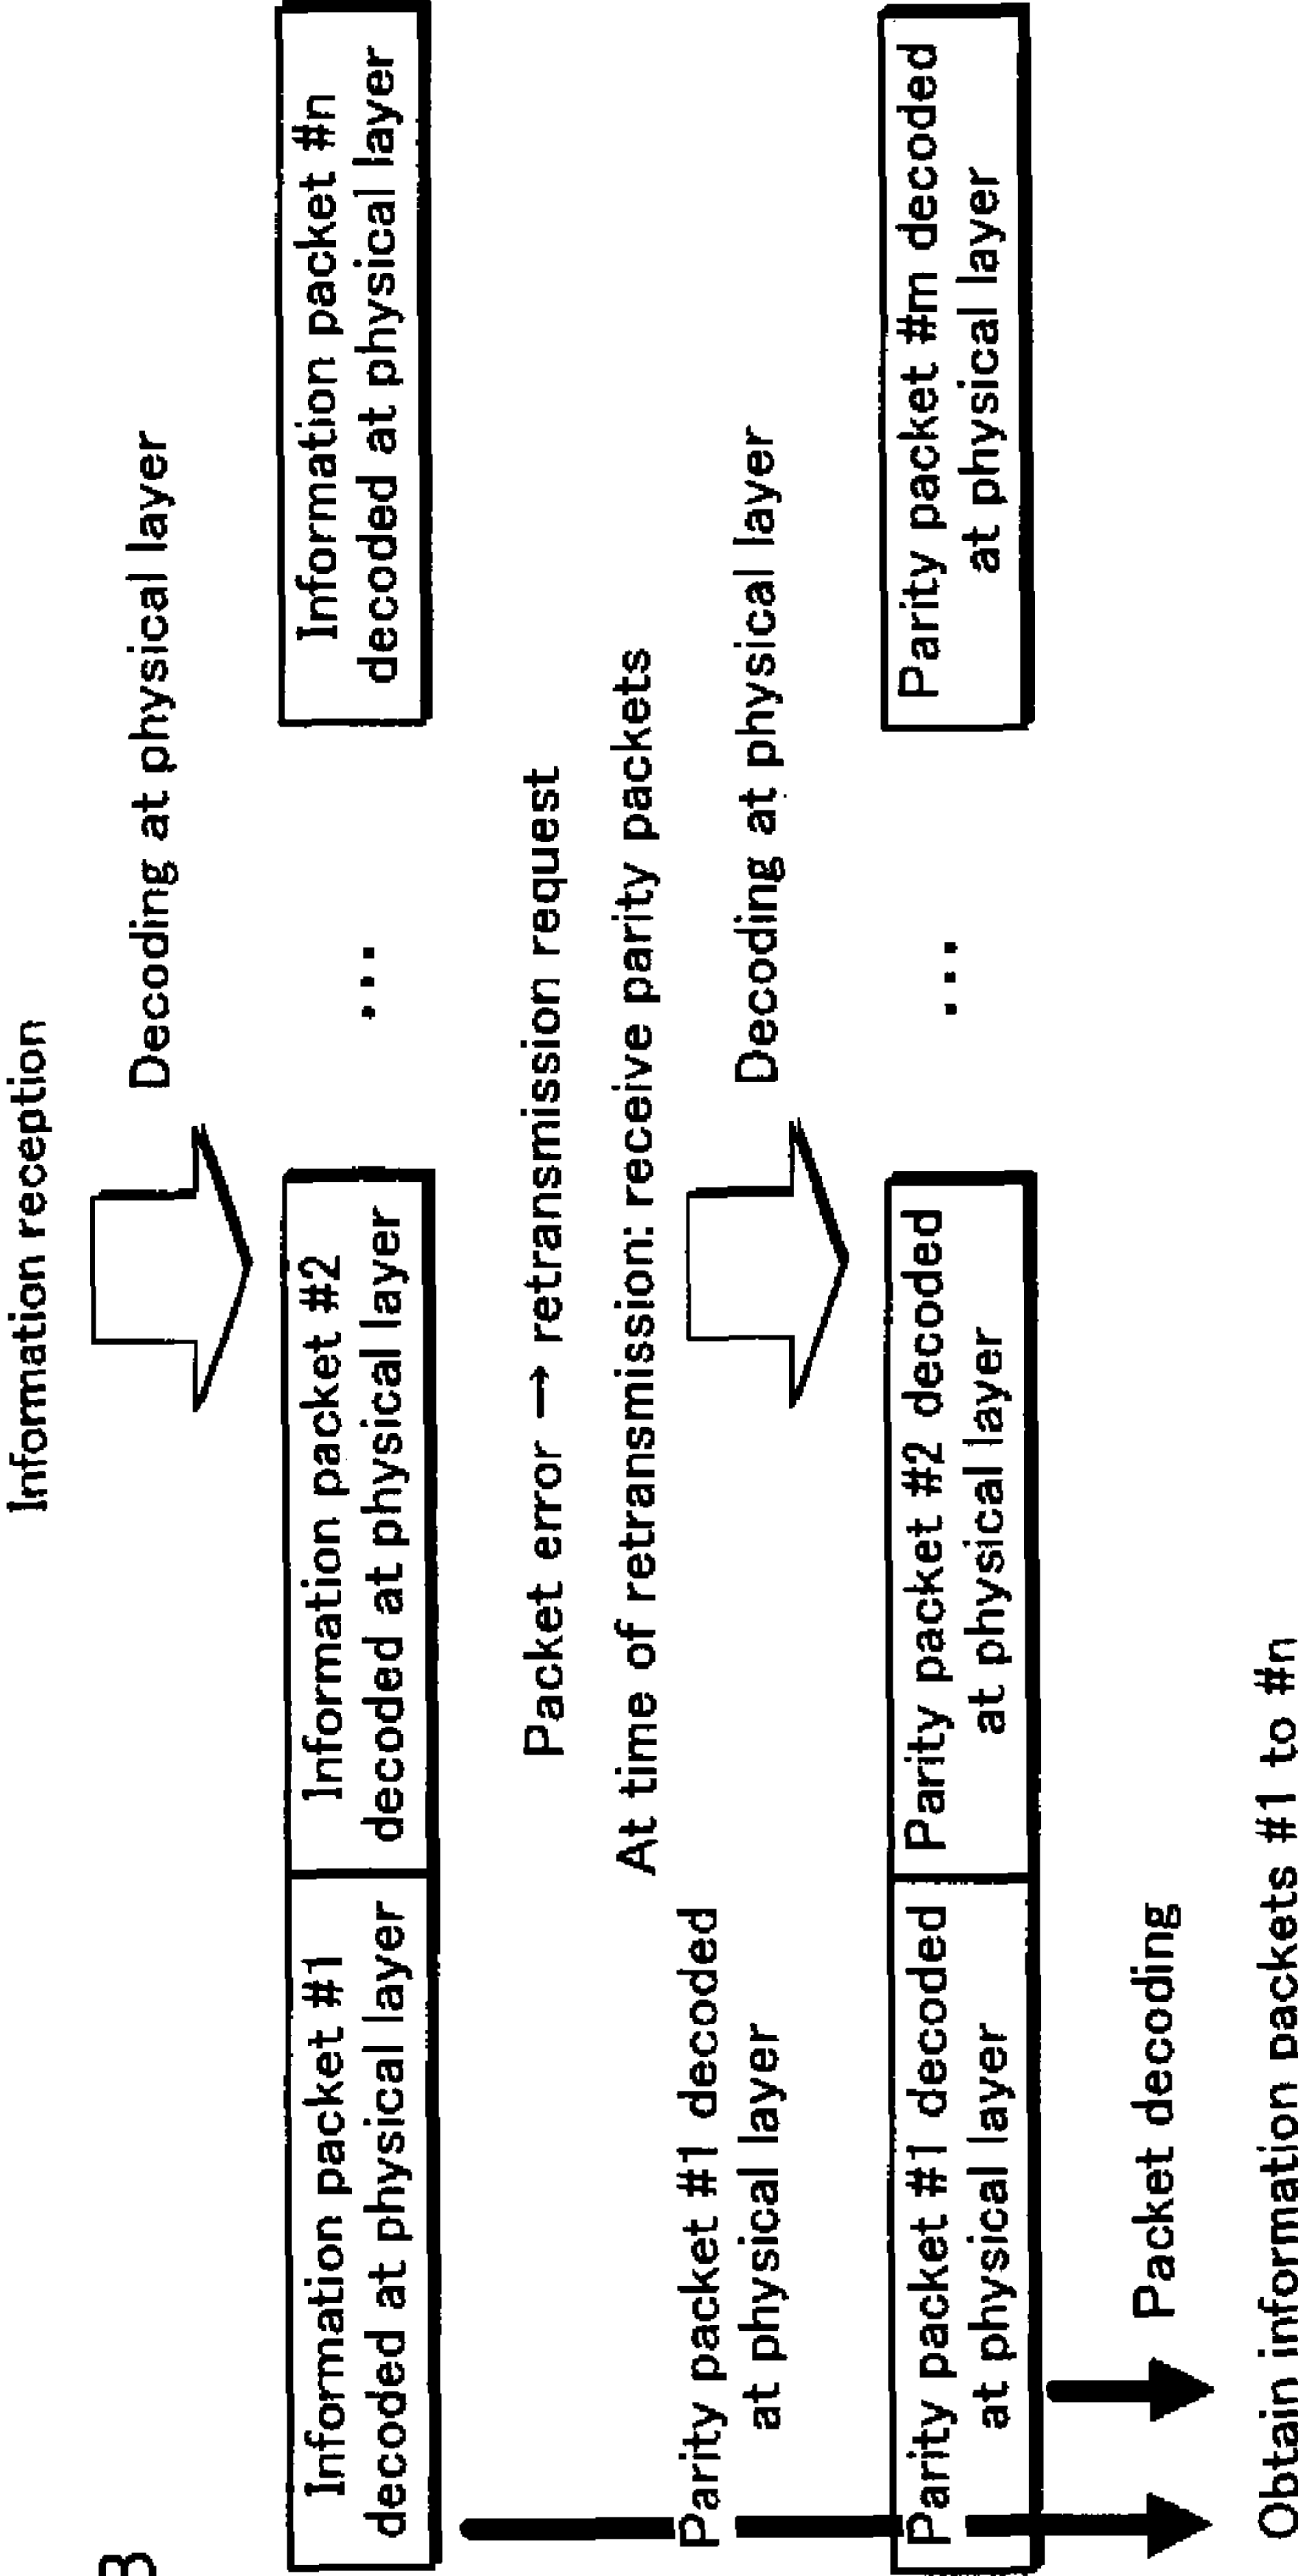 B
Information reception
Decoding at physical layer
Information packet #1
decoded at physical layer
Information packet #2
decoded at physical layer
...
Information packet #n
decoded at physical layer
Packet error → retransmission request
At time of retransmission: receive parity packets
Parity packet #1 decoded
at physical layer
Decoding at physical layer
Parity packet #1 decoded
at physical layer
Parity packet #2 decoded
at physical layer
...
Parity packet #m decoded
at physical layer
Packet decoding
Obtain information packets #1 to #n